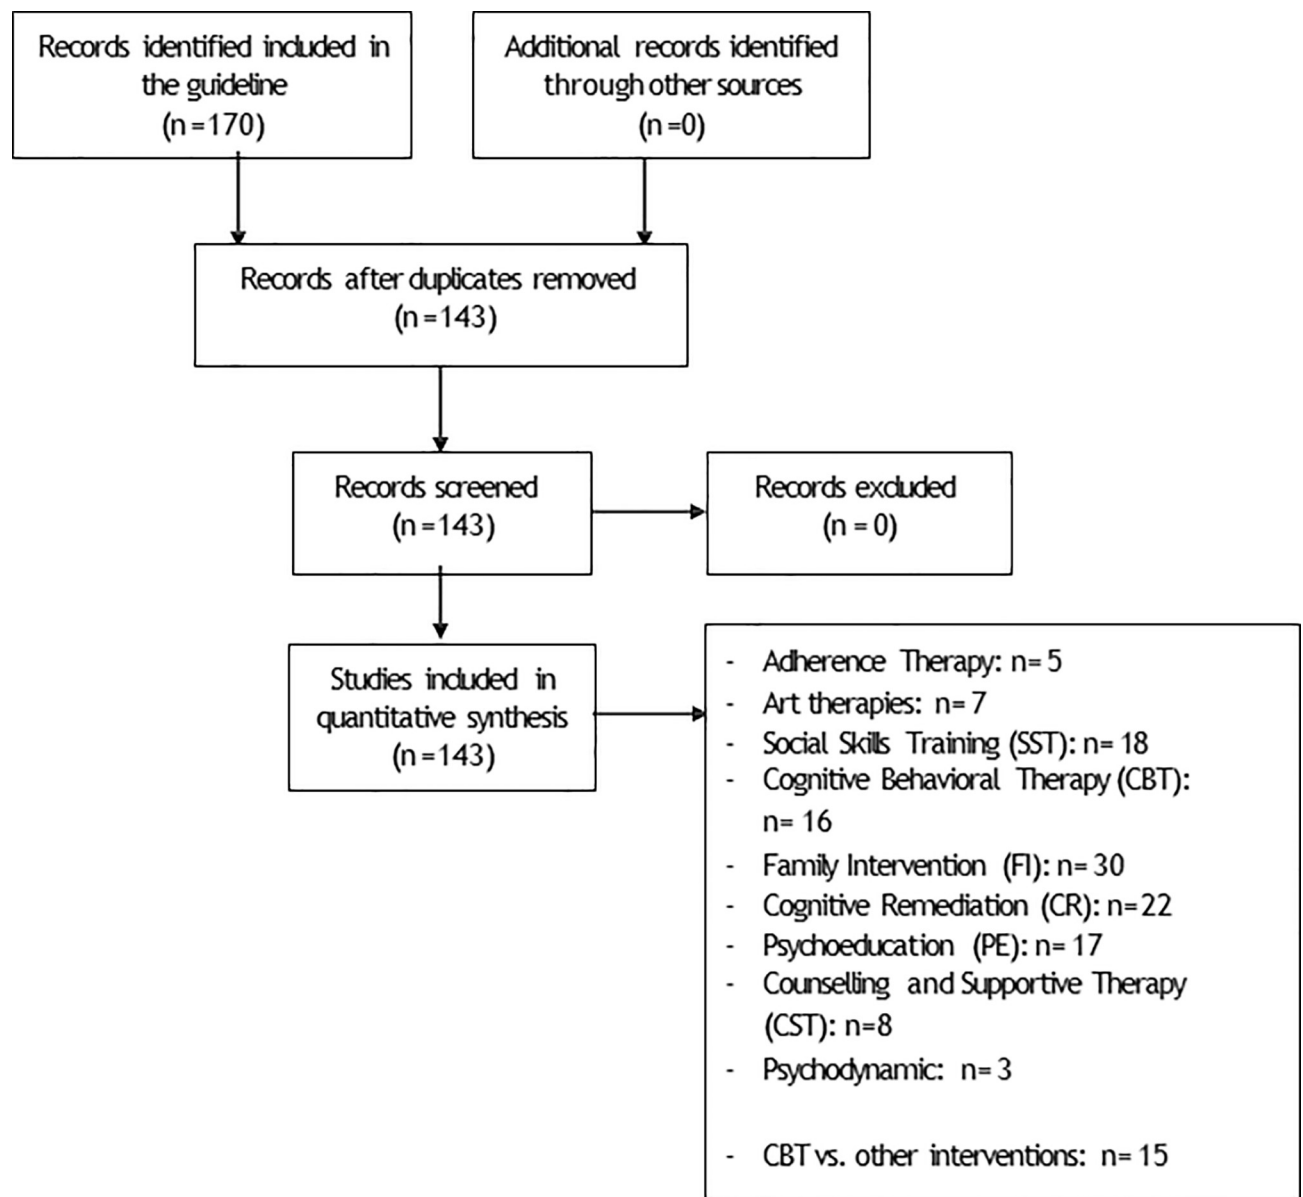 Records identified included in
the guideline
(n=170)
Additional records identified
through other sources
(n=0)
Records after duplicates removed
(n=143)
Records screened
(n=143)
Records excluded
(n = 0)
Studies included in
quantitative synthesis
(n=143)
- Adherence Therapy: n= 5
- Art therapies: n= 7
- Social Skills Training (SST): n= 18
- Cognitive Behavioral Therapy (CBT):
n= 16
- Family Intervention (FI): n= 30
- Cognitive Remediation (CR): n=22
- Psychoeducation (PE): n= 17
- Counselling and Supportive Therapy
(CST): n=8
- Psychodynamic: n= 3
- CBT vs. other interventions: n= 15